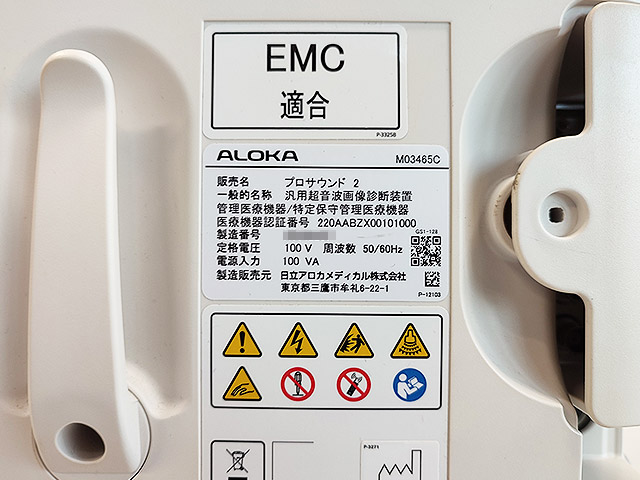 EMC
適合
P-33258
ALOKA M03465C
販売名 プロサウンド 2
一般的名称 汎用超音波画像診断装置
管理医療機器/特定保守管理医療機器
医療機器認証番号 220AABZX00101000
製造番号 GS1-128
定格電圧 100 V 周波数 50/60Hz
電源入力 100 VA
製造販売元 日立アロカメディカル株式会社
東京都三鷹市牟礼6-22-1
P-12103
P-3271